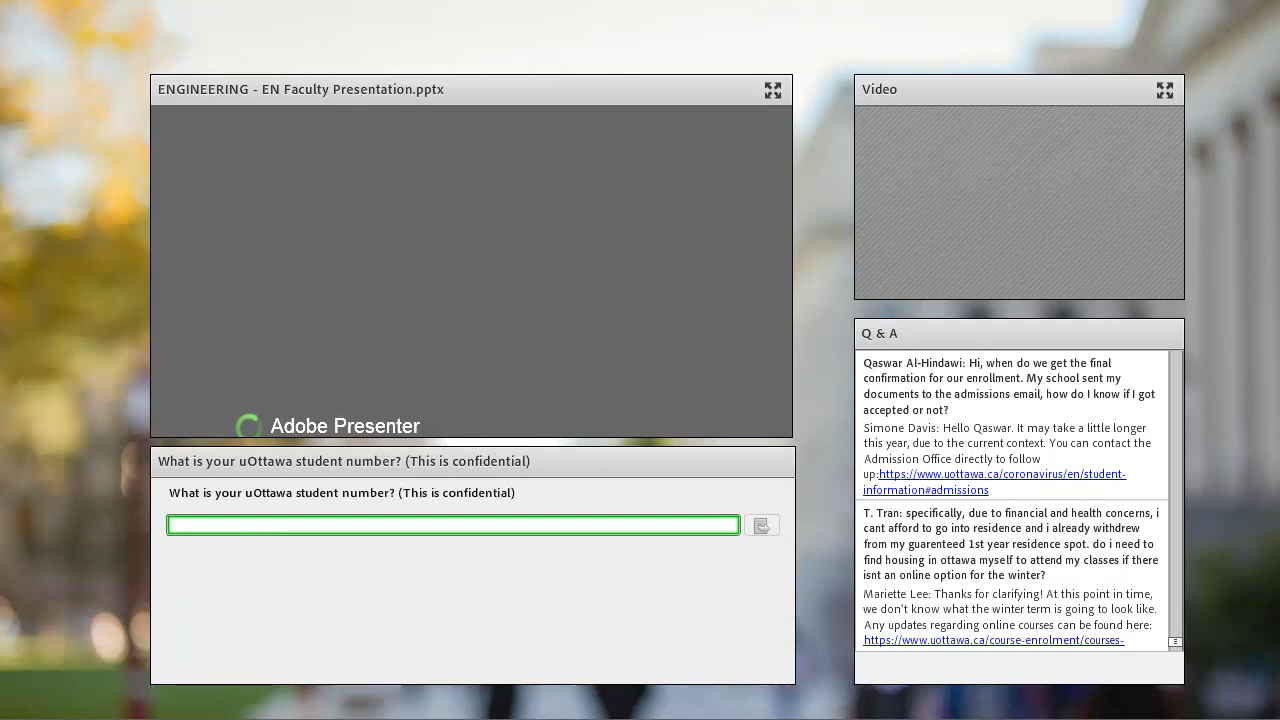 ENGINEERING - EN Faculty Presentation.pptx
Adobe Presenter
What is your uOttawa student number? (This is confidential)
What is your uOttawa student number? (This is confidential)
Video
Q & A
Qaswar Al-Hindawi: Hi, when do we get the final
confirmation for our enrollment. My school sent my
documents to the admissions email, how do I know if I got
accepted or not?
Simone Davis: Hello Qaswar. It may take a little longer
this year, due to the current context. You can contact the
Admission Office directly to follow
up:https://www.uottawa.ca/coronavirus/en/student-
information#admissions
T. Tran: specifically, due to financial and health concerns, i
cant afford to go into residence and i already withdrew
from my guarenteed 1st year residence spot. do i need to
find housing in ottawa myself to attend my classes if there
isnt an online option for the winter?
Mariette Lee: Thanks for clarifying! At this point in time,
we don't know what the winter term is going to look like.
Any updates regarding online courses can be found here:
https://www.uottawa.ca/course-enrolment/courses-